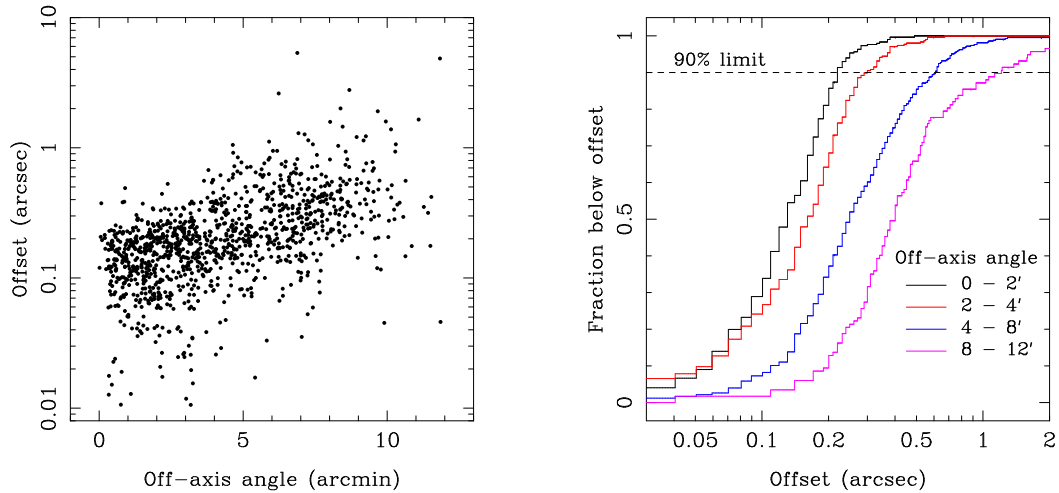 10
1
0.1
0.01
Offset (arcsec)
0
5
10
Off-axis angle (arcmin)
1
0.5
0
Fraction below offset
90% limit
Off-axis angle
0 - 2'
2 - 4'
4 - 8'
8 - 12'
0.05
0.1
0.2
0.5
1
2
Offset (arcsec)